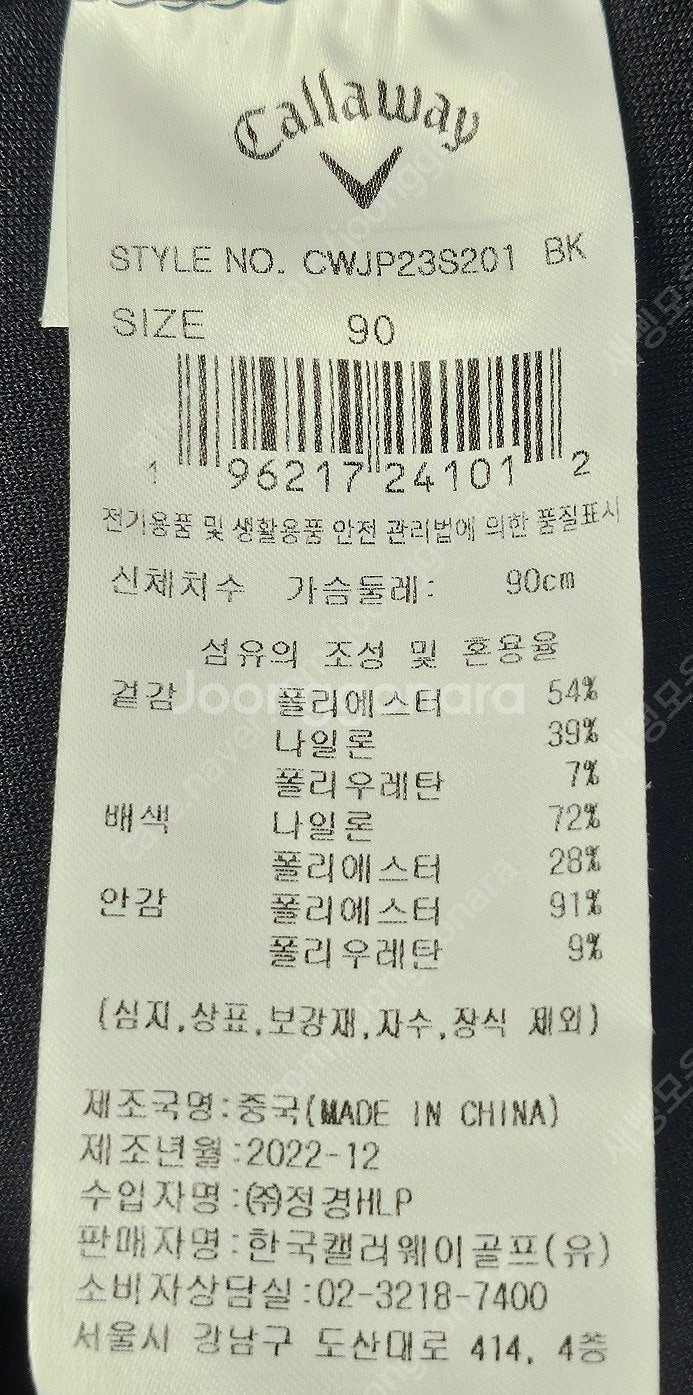 Callaway
STYLE NO. CWJP23S201 BK
SIZE 90
1 96217 24101 2
전기용품 및 생활용품 안전 관리법에 의한 품질표시
신체치수 가슴둘레: 90cm
섬유의 조성 및 혼용율
겉감 폴리에스터 54%
나일론 39%
폴리우레탄 7%
배색 나일론 72%
폴리에스터 28%
안감 폴리에스터 91%
폴리우레탄 9%
(심지,상표,보강재,자수,장식 제외)
제조국명:중국(MADE IN CHINA)
제조년월:2022-12
수입자명:㈜정경HLP
판매자명:한국캘러웨이골프(유)
소비자상담실:02-3218-7400
서울시 강남구 도산대로 414, 4층
Joonggonara